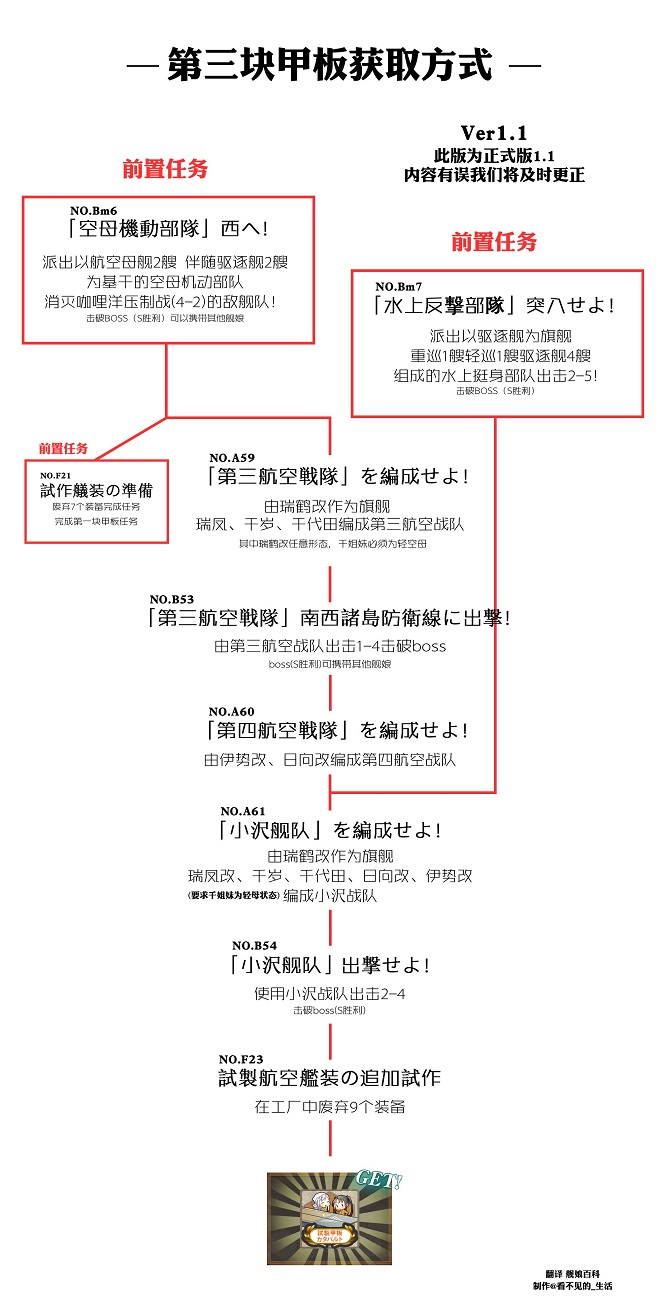 第三块甲板获取方式
Ver1.1
此版为正式版1.1
内容有误我们将及时更正
前置任务
NO.Bm6
「空母機動部隊」西へ!
派出以航空母舰2艘 伴随驱逐舰2艘
为基干的空母机动部队
消灭咖哩洋压制战(4-2)的敌舰队!
击破BOSS（S胜利）可以携带其他舰娘
前置任务
NO.Bm7
「水上反撃部隊」突入せよ!
派出以驱逐舰为旗舰
重巡1艘轻巡1艘驱逐舰4艘
组成的水上挺身部队出击2-5!
击破BOSS（S胜利）
前置任务
NO.F21
試作艤装の準備
废弃7个装备完成任务
完成第一块甲板任务
NO.A59
「第三航空戦隊」を編成せよ!
由瑞鹤改作为旗舰
瑞凤、千岁、千代田编成第三航空战队
其中瑞鹤改任意形态，千姐妹必须为轻空母
NO.B53
「第三航空戦隊」南西諸島防衛線に出撃!
由第三航空战队出击1-4击破boss
boss(S胜利)可携带其他舰娘
NO.A60
「第四航空戦隊」を編成せよ!
由伊势改、日向改编成第四航空战队
NO.A61
「小沢舰队」を編成せよ!
由瑞鹤改作为旗舰
瑞凤改、千岁、千代田、日向改、伊势改
(要求千姐妹为轻母状态) 编成小沢战队
NO.B54
「小沢舰队」出撃せよ!
使用小沢战队出击2-4
击破boss(S胜利)
NO.F23
試製航空艦装の追加試作
在工厂中废弃9个装备
GET!
試製甲板
カタパルト
翻译 舰娘百科
制作@看不见的_生活